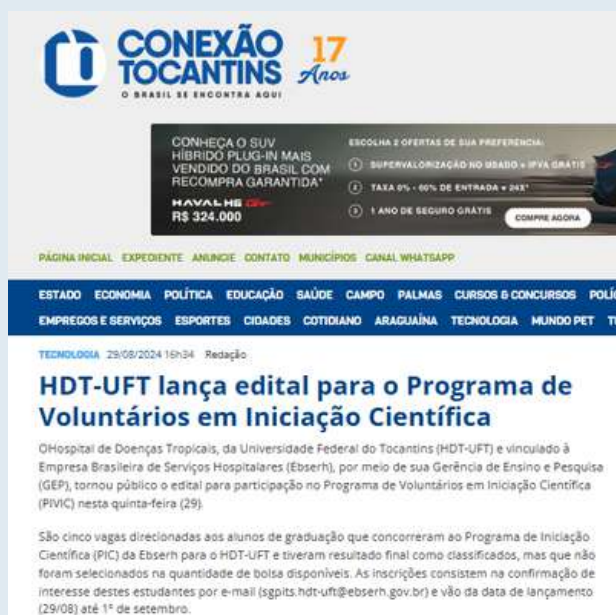 CONEXÃO
TOCANTINS
O BRASIL SE ENCONTRA AQUI
17
Anos
CONHEÇA O SUV
HÍBRIDO PLUG-IN MAIS
VENDIDO DO BRASIL COM
RECOMPRA GARANTIDA*
HAVAL H6
R$ 324.000
ESCOLHA 2 OFERTAS DE SUA PREFERÊNCIA:
1 SUPERVALORIZAÇÃO NO USADO + IPVA GRÁTIS
2 TAXA 0% - 60% DE ENTRADA + 24X*
3 1 ANO DE SEGURO GRÁTIS
COMPRE AGORA
PÁGINA INICIAL EXPEDIENTE ANUNCIE CONTATO MUNICÍPIOS CANAL WHATSAPP
ESTADO ECONOMIA POLÍTICA EDUCAÇÃO SAÚDE CAMPO PALMAS CURSOS & CONCURSOS POLÍ
EMPREGOS E SERVIÇOS ESPORTES CIDADES COTIDIANO ARAGUAÍNA TECNOLOGIA MUNDO PET T
TECNOLOGIA 29/08/2024 16h34 Redação
HDT-UFT lança edital para o Programa de
Voluntários em Iniciação Científica
OHospital de Doenças Tropicais, da Universidade Federal do Tocantins (HDT-UFT) e vinculado à
Empresa Brasileira de Serviços Hospitalares (Ebserh), por meio de sua Gerência de Ensino e Pesquisa
(GEP), tornou público o edital para participação no Programa de Voluntários em Iniciação Científica
(PIVIC) nesta quinta-feira (29).
São cinco vagas direcionadas aos alunos de graduação que concorreram ao Programa de Iniciação
Científica (PIC) da Ebserh para o HDT-UFT e tiveram resultado final como classificados, mas que não
foram selecionados na quantidade de bolsa disponíveis. As inscrições consistem na confirmação de
interesse destes estudantes por e-mail (sgpits.hdt-uft@ebserh.gov.br) e vão da data de lançamento
(29/08) até 1º de setembro.